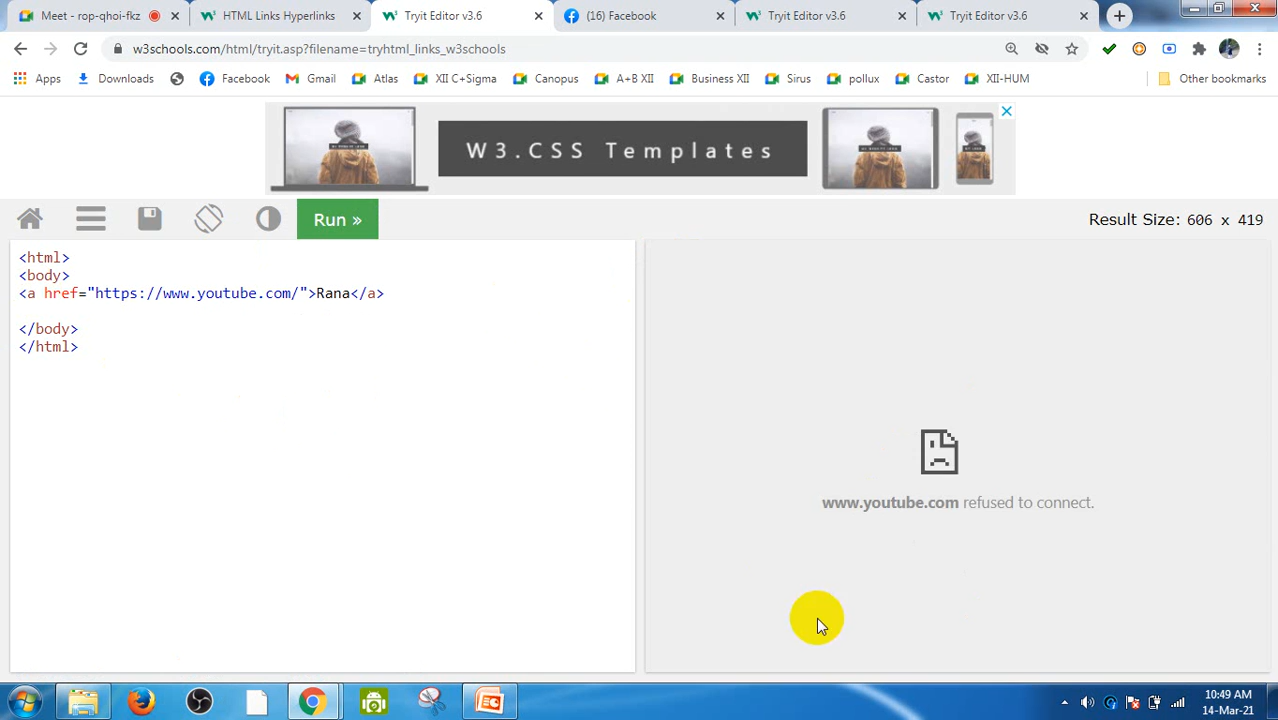 Meet - rop-qhoi-fkz
HTML Links Hyperlinks
Tryit Editor v3.6
(16) Facebook
Tryit Editor v3.6
Tryit Editor v3.6
w3schools.com/html/tryit.asp?filename=tryhtml_links_w3schools
Apps
Downloads
Facebook
Gmail
Atlas
XII C+Sigma
Canopus
A+B XII
Business XII
Sirus
pollux
Castor
XII-HUM
Other bookmarks
W3.CSS Templates
Run »
Result Size: 606 x 419
<html>
<body>
<a href="https://www.youtube.com/">Rana</a>
</body>
</html>
www.youtube.com refused to connect.
10:49 AM
14-Mar-21